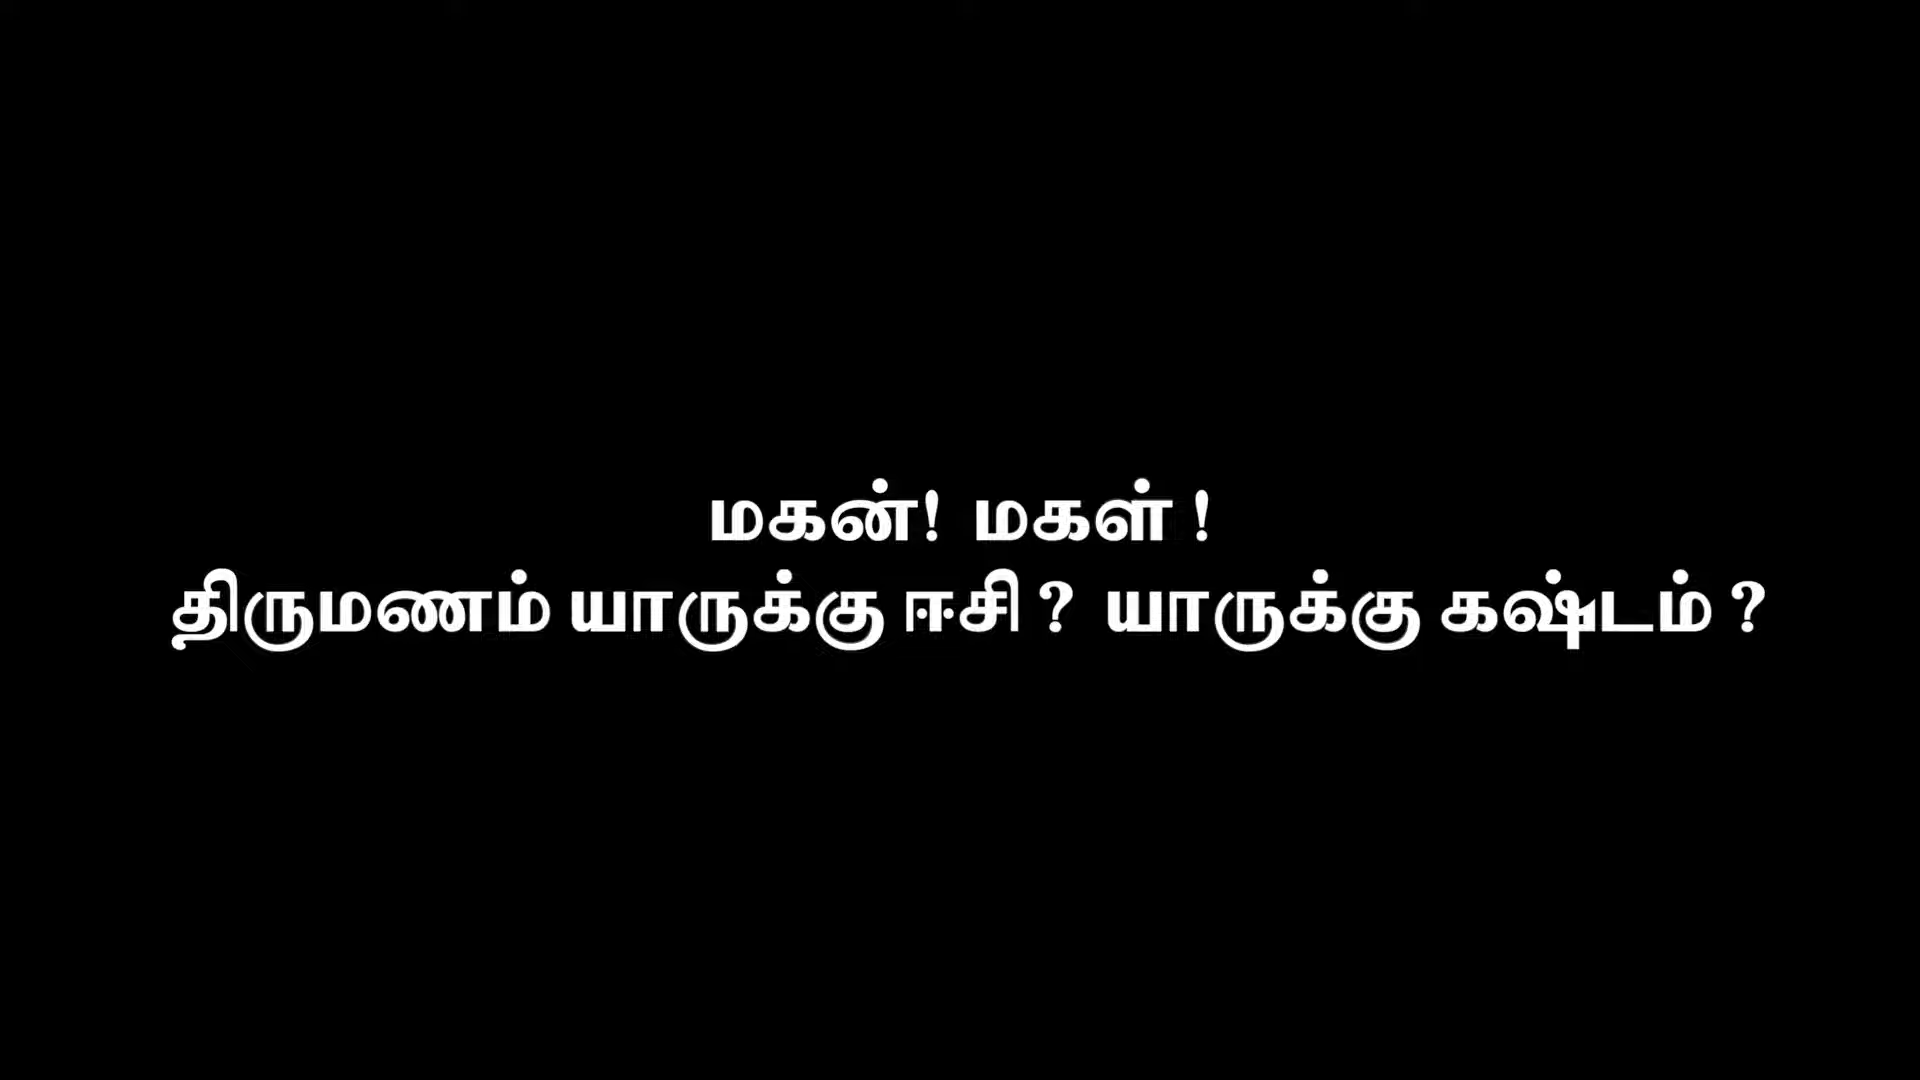 மகன்! மகள் !
திருமணம் யாருக்கு ஈசி ? யாருக்கு கஷ்டம் ?